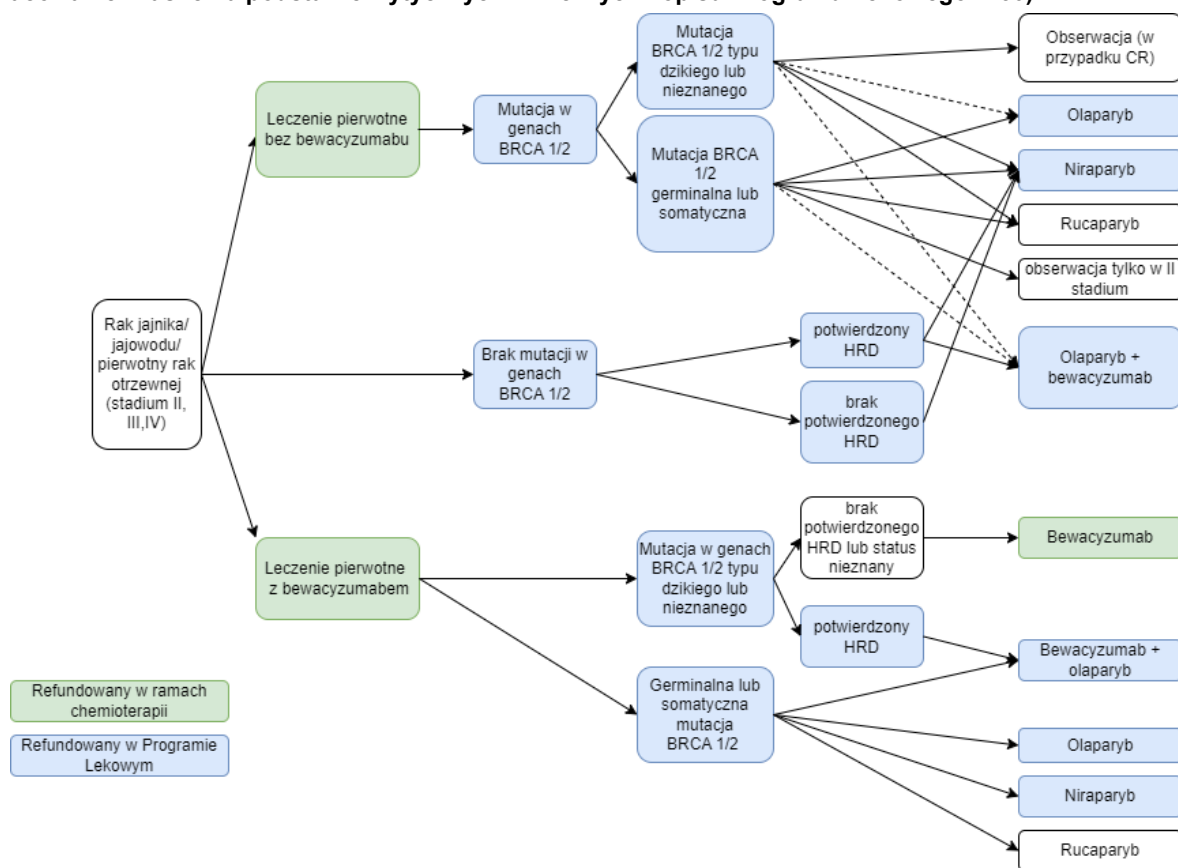 Mutacja
BRCA 1/2 typu
dzikiego lub
nieznanego
Obserwacja (w
przypadku CR)
Leczenie pierwotne
bez bewacyzumabu
Mutacja w
genach
BRCA 1/2
Olaparyb
Mutacja BRCA
1/2
germinalna lub
somatyczna
Niraparyb
Rucaparyb
obserwacja tylko w II
stadium
Rak jajnika/
jajowodu/
pierwotny rak
otrzewnej
(stadium II,
III,IV)
Brak mutacji w
genach
BRCA 1/2
potwierdzony
HRD
Olaparyb +
bewacyzumab
brak
potwierdzonego
HRD
brak
potwierdzonego
HRD lub status
nieznany
Bewacyzumab
Leczenie pierwotne
z bewacyzumabem
Mutacja w genach
BRCA 1/2 typu
dzikiego lub
nieznanego
potwierdzony
HRD
Bewacyzumab +
olaparyb
Refundowany w ramach
chemioterapii
Germinalna lub
somatyczna
mutacja
BRCA 1/2
Refundowany w Programie
Lekowym
Olaparyb
Niraparyb
Rucaparyb